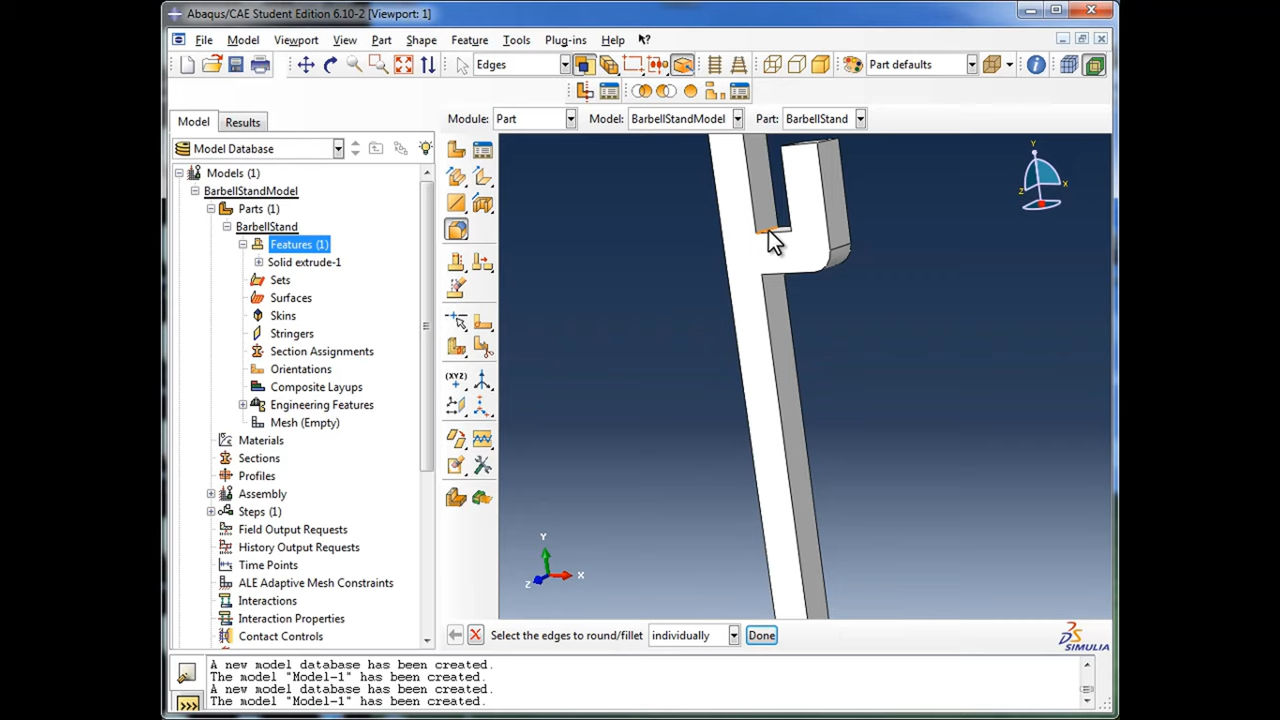 Abaqus/CAE Student Edition 6.10-2 [Viewport: 1]
File Model Viewport View Part Shape Feature Tools Plug-ins Help
Edges Part defaults
Model Results
Module: Part Model: BarbellStandModel Part: BarbellStand
Model Database
Models (1)
BarbellStandModel
Parts (1)
BarbellStand
Features (1)
Solid extrude-1
Sets
Surfaces
Skins
Stringers
Section Assignments
Orientations
Composite Layups
Engineering Features
Mesh (Empty)
Materials
Sections
Profiles
Assembly
Steps (1)
Field Output Requests
History Output Requests
Time Points
ALE Adaptive Mesh Constraints
Interactions
Interaction Properties
Contact Controls
(XYZ)
Y
Z X
Y
X
Z
Select the edges to round/fillet individually Done
SIMULIA
A new model database has been created.
The model "Model-1" has been created.
A new model database has been created.
The model "Model-1" has been created.
>>>